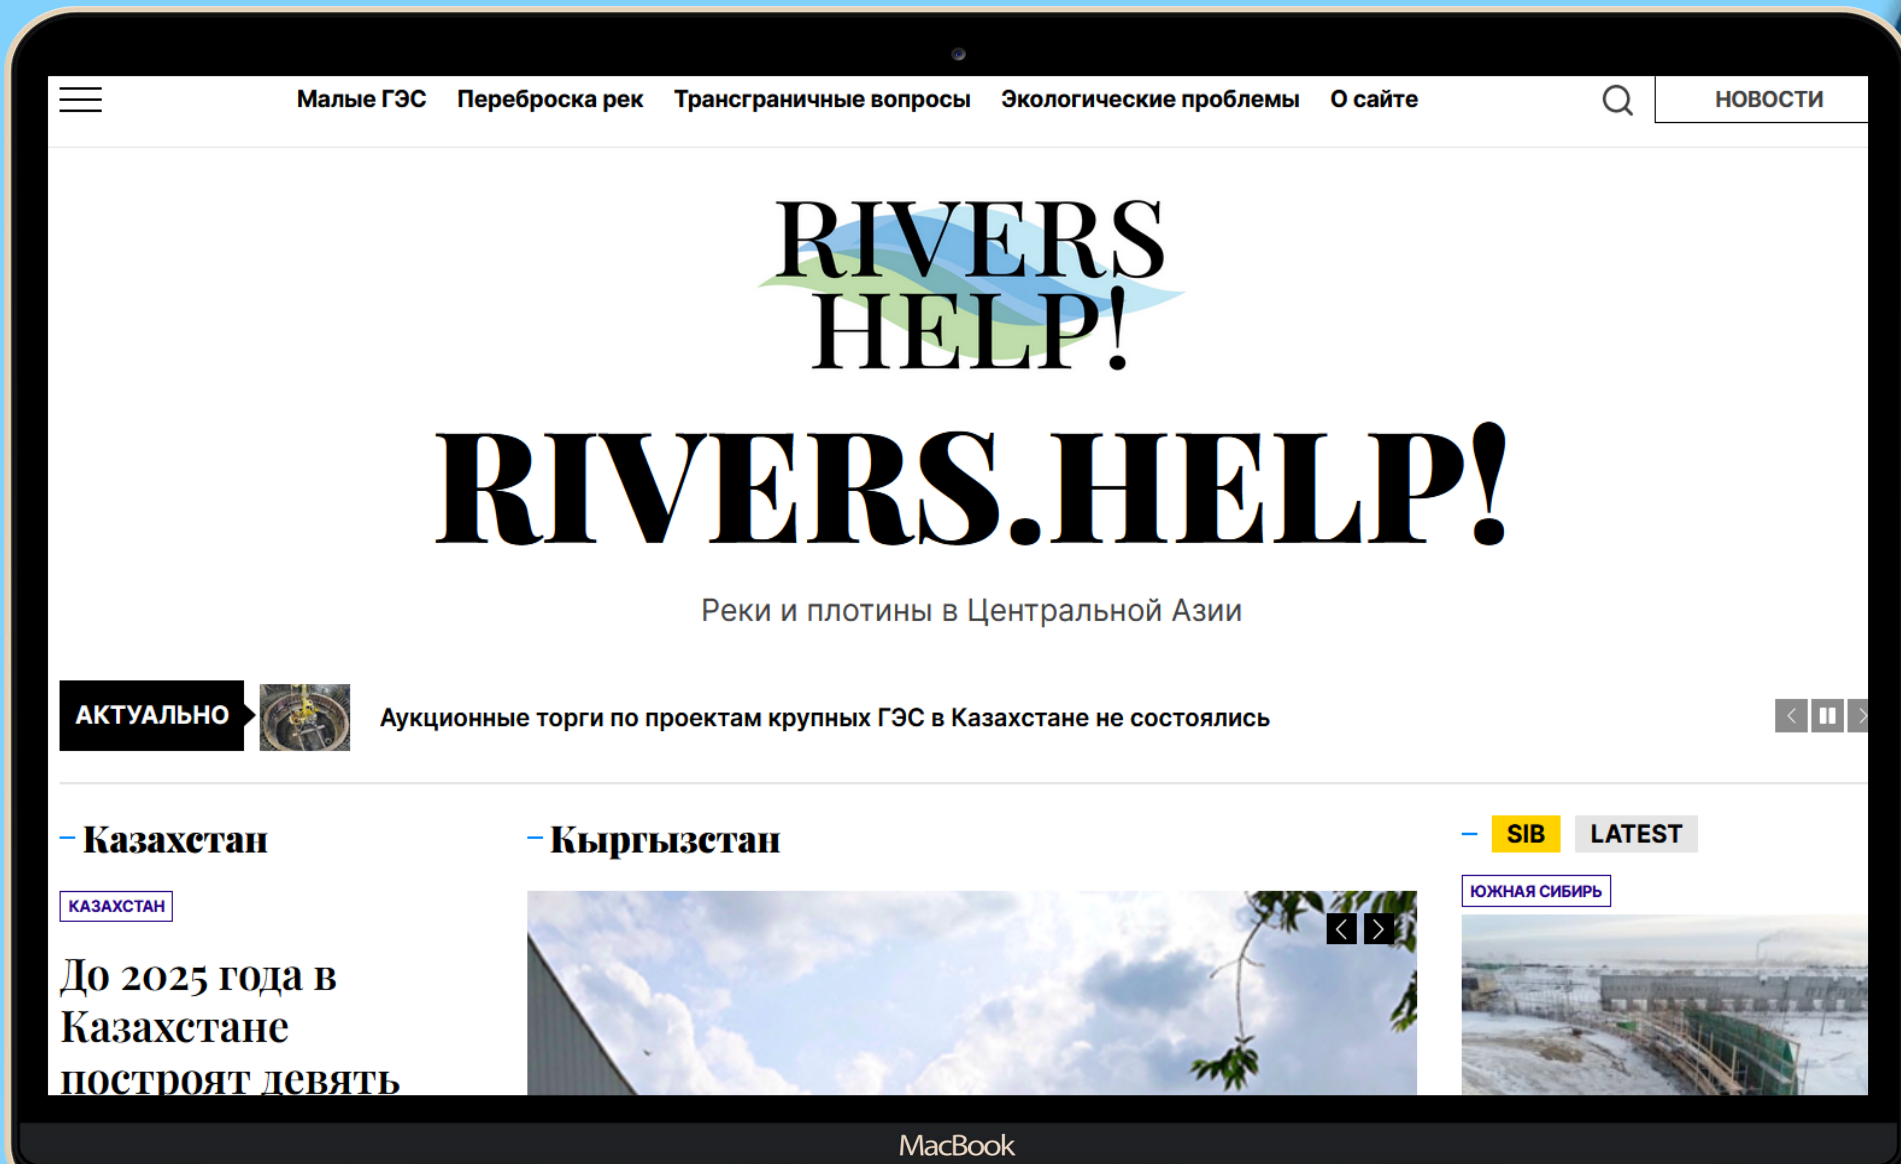 Малые ГЭС Переброска рек Трансграничные вопросы Экологические проблемы О сайте НОВОСТИ
RIVERS
HELP!
RIVERS.HELP!
Реки и плотины в Центральной Азии
АКТУАЛЬНО Аукционные торги по проектам крупных ГЭС в Казахстане не состоялись
Казахстан
КАЗАХСТАН
До 2025 года в
Казахстане
построят девять
Кыргызстан
SIB LATEST
ЮЖНАЯ СИБИРЬ
MacBook